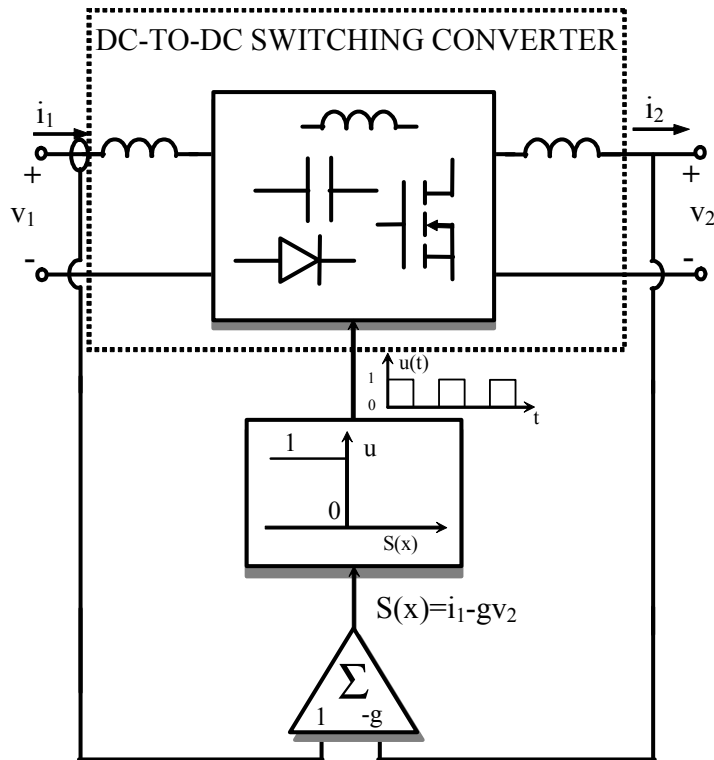 DC-TO-DC SWITCHING CONVERTER
i₁
i₂
+
+
v₁
v₂
-
-
u(t)
1
0
t
1
u
0
S(x)
S(x)=i₁-gv₂
Σ
1 -g